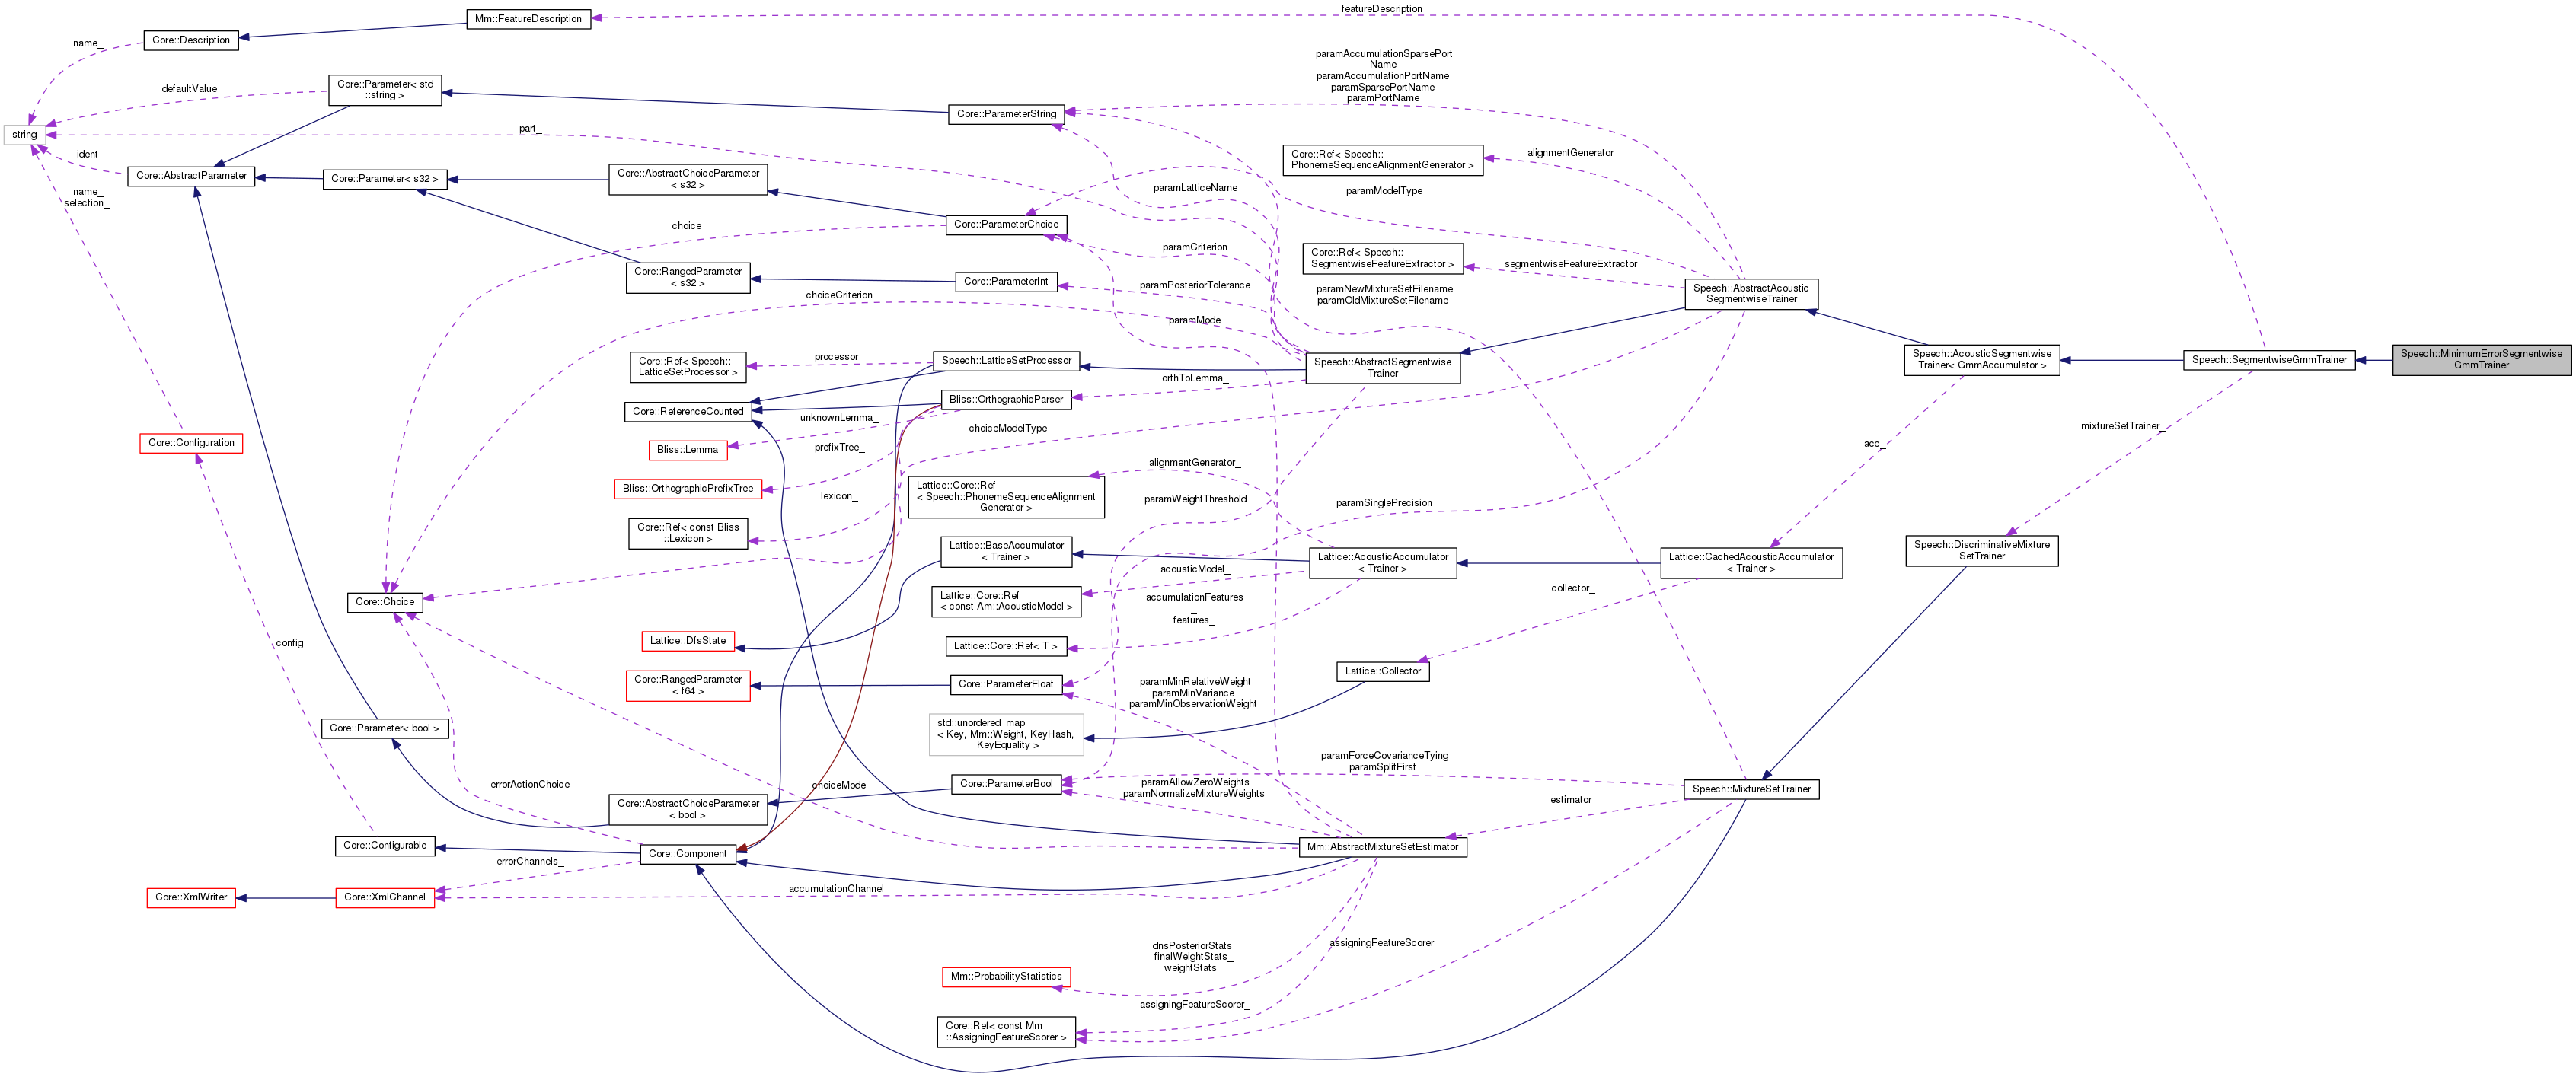 featureDescription_
Mm::FeatureDescription
Core::Description
name_
paramAccumulationSparsePort
Name
paramAccumulationPortName
paramSparsePortName
paramPortName
Core::Parameter< std
::string >
defaultValue_
Core::ParameterString
string
part_
ident
Core::AbstractParameter
Core::Parameter< s32 >
Core::AbstractChoiceParameter
< s32 >
Core::Ref< Speech::
PhonemeSequenceAlignmentGenerator >
alignmentGenerator_
paramLatticeName
paramModelType
name_
selection_
Core::ParameterChoice
choice_
paramCriterion
Core::Ref< Speech::
SegmentwiseFeatureExtractor >
segmentwiseFeatureExtractor_
Core::RangedParameter
< s32 >
Core::ParameterInt
paramPosteriorTolerance
choiceCriterion
paramNewMixtureSetFilename
paramOldMixtureSetFilename
Speech::AbstractAcoustic
SegmentwiseTrainer
paramMode
Core::Ref< Speech::
LatticeSetProcessor >
processor_
Speech::LatticeSetProcessor
Speech::AbstractSegmentwise
Trainer
Speech::AcousticSegmentwise
Trainer< GmmAccumulator >
Speech::SegmentwiseGmmTrainer
Speech::MinimumErrorSegmentwise
GmmTrainer
orthToLemma_
Core::ReferenceCounted
Bliss::OrthographicParser
unknownLemma_
choiceModelType
mixtureSetTrainer_
Core::Configuration
Bliss::Lemma
prefixTree_
acc_
alignmentGenerator_
Bliss::OrthographicPrefixTree
lexicon_
Lattice::Core::Ref
< Speech::PhonemeSequenceAlignment
Generator >
paramWeightThreshold
paramSinglePrecision
Core::Ref< const Bliss
::Lexicon >
Lattice::BaseAccumulator
< Trainer >
Lattice::AcousticAccumulator
< Trainer >
Lattice::CachedAcousticAccumulator
< Trainer >
Speech::DiscriminativeMixture
SetTrainer
acousticModel_
collector_
Core::Choice
Lattice::Core::Ref
< const Am::AcousticModel >
accumulationFeatures
_
features_
config
Lattice::DfsState
Lattice::Core::Ref< T >
Core::RangedParameter
< f64 >
Core::ParameterFloat
Lattice::Collector
paramMinRelativeWeight
paramMinVariance
paramMinObservationWeight
Core::Parameter< bool >
std::unordered_map
< Key, Mm::Weight, KeyHash,
KeyEquality >
paramForceCovarianceTying
paramSplitFirst
errorActionChoice
choiceMode
Core::ParameterBool
paramAllowZeroWeights
paramNormalizeMixtureWeights
Speech::MixtureSetTrainer
estimator_
Core::AbstractChoiceParameter
< bool >
Core::Configurable
Core::Component
Mm::AbstractMixtureSetEstimator
errorChannels_
accumulationChannel_
Core::XmlWriter
Core::XmlChannel
dnsPosteriorStats_
finalWeightStats_
weightStats_
assigningFeatureScorer_
Mm::ProbabilityStatistics
assigningFeatureScorer_
Core::Ref< const Mm
::AssigningFeatureScorer >